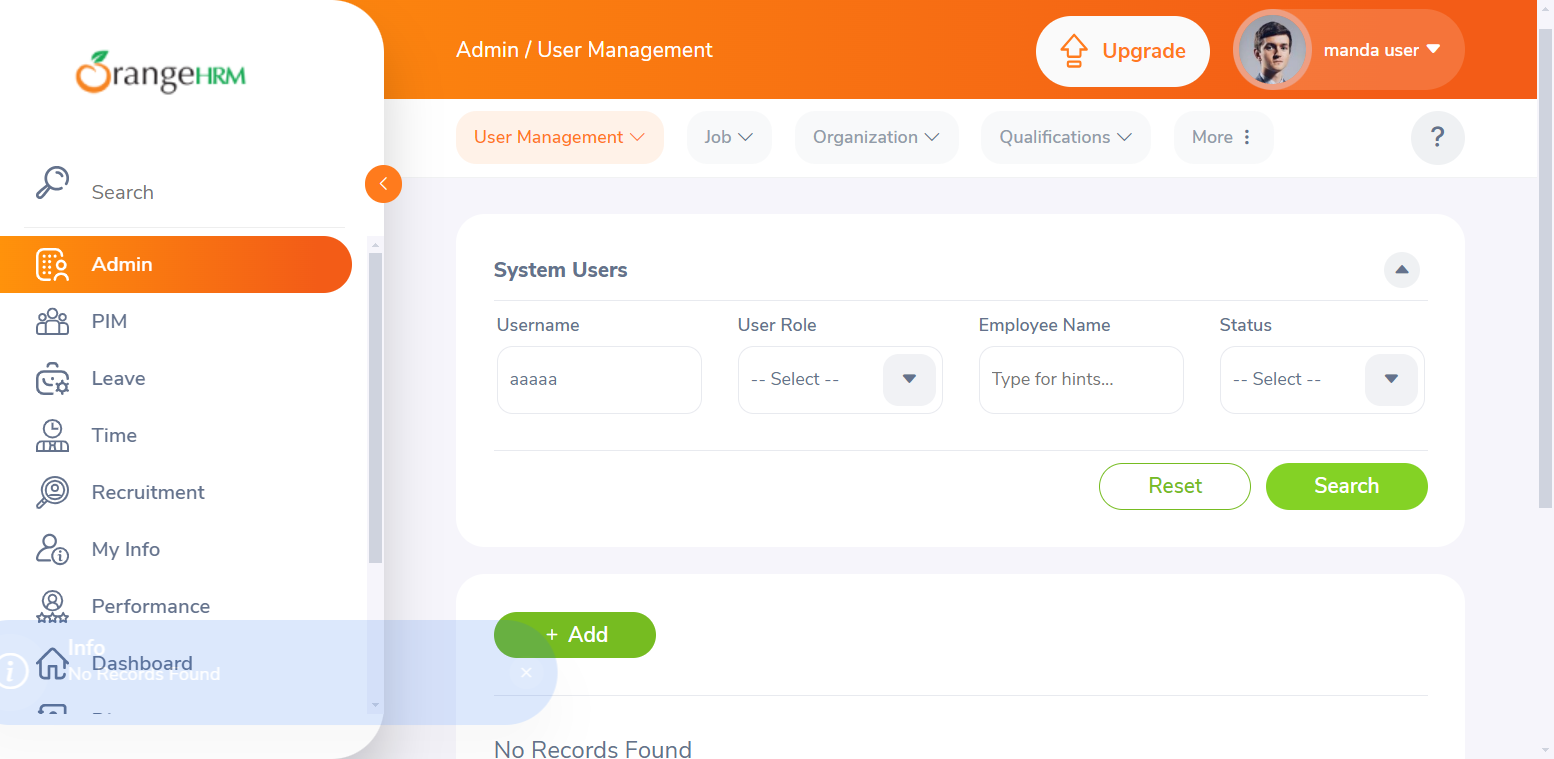 OrangeHRM
Admin / User Management
Upgrade
manda user
User Management
Job
Organization
Qualifications
More
?
Search
Admin
PIM
Leave
Time
Recruitment
My Info
Performance
Dashboard
System Users
Username
User Role
Employee Name
Status
aaaaa
-- Select --
Type for hints...
-- Select --
Reset
Search
+ Add
Info
No Records Found
No Records Found